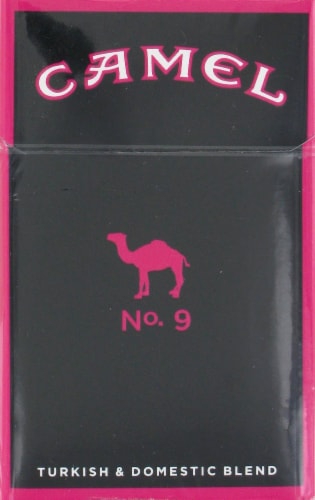 CAMEL
No. 9
TURKISH & DOMESTIC BLEND